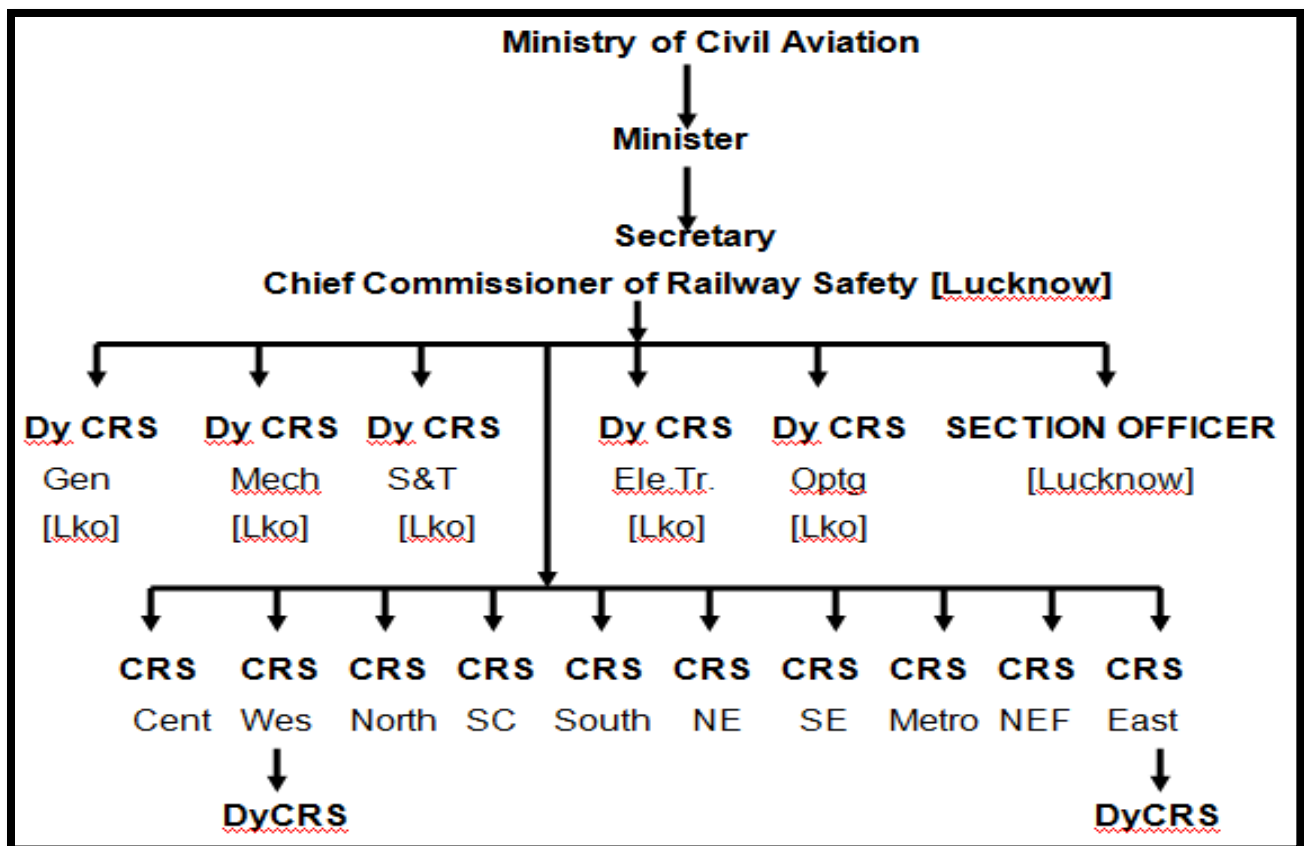 Ministry of Civil Aviation
Minister
Secretary
Chief Commissioner of Railway Safety [Lucknow]
Dy CRS Dy CRS Dy CRS Dy CRS Dy CRS SECTION OFFICER
Gen Mech S&T Ele.Tr. Optg [Lucknow]
[Lko] [Lko] [Lko] [Lko] [Lko]
CRS CRS CRS CRS CRS CRS CRS CRS CRS CRS
Cent Wes North SC South NE SE Metro NEF East
DyCRS DyCRS